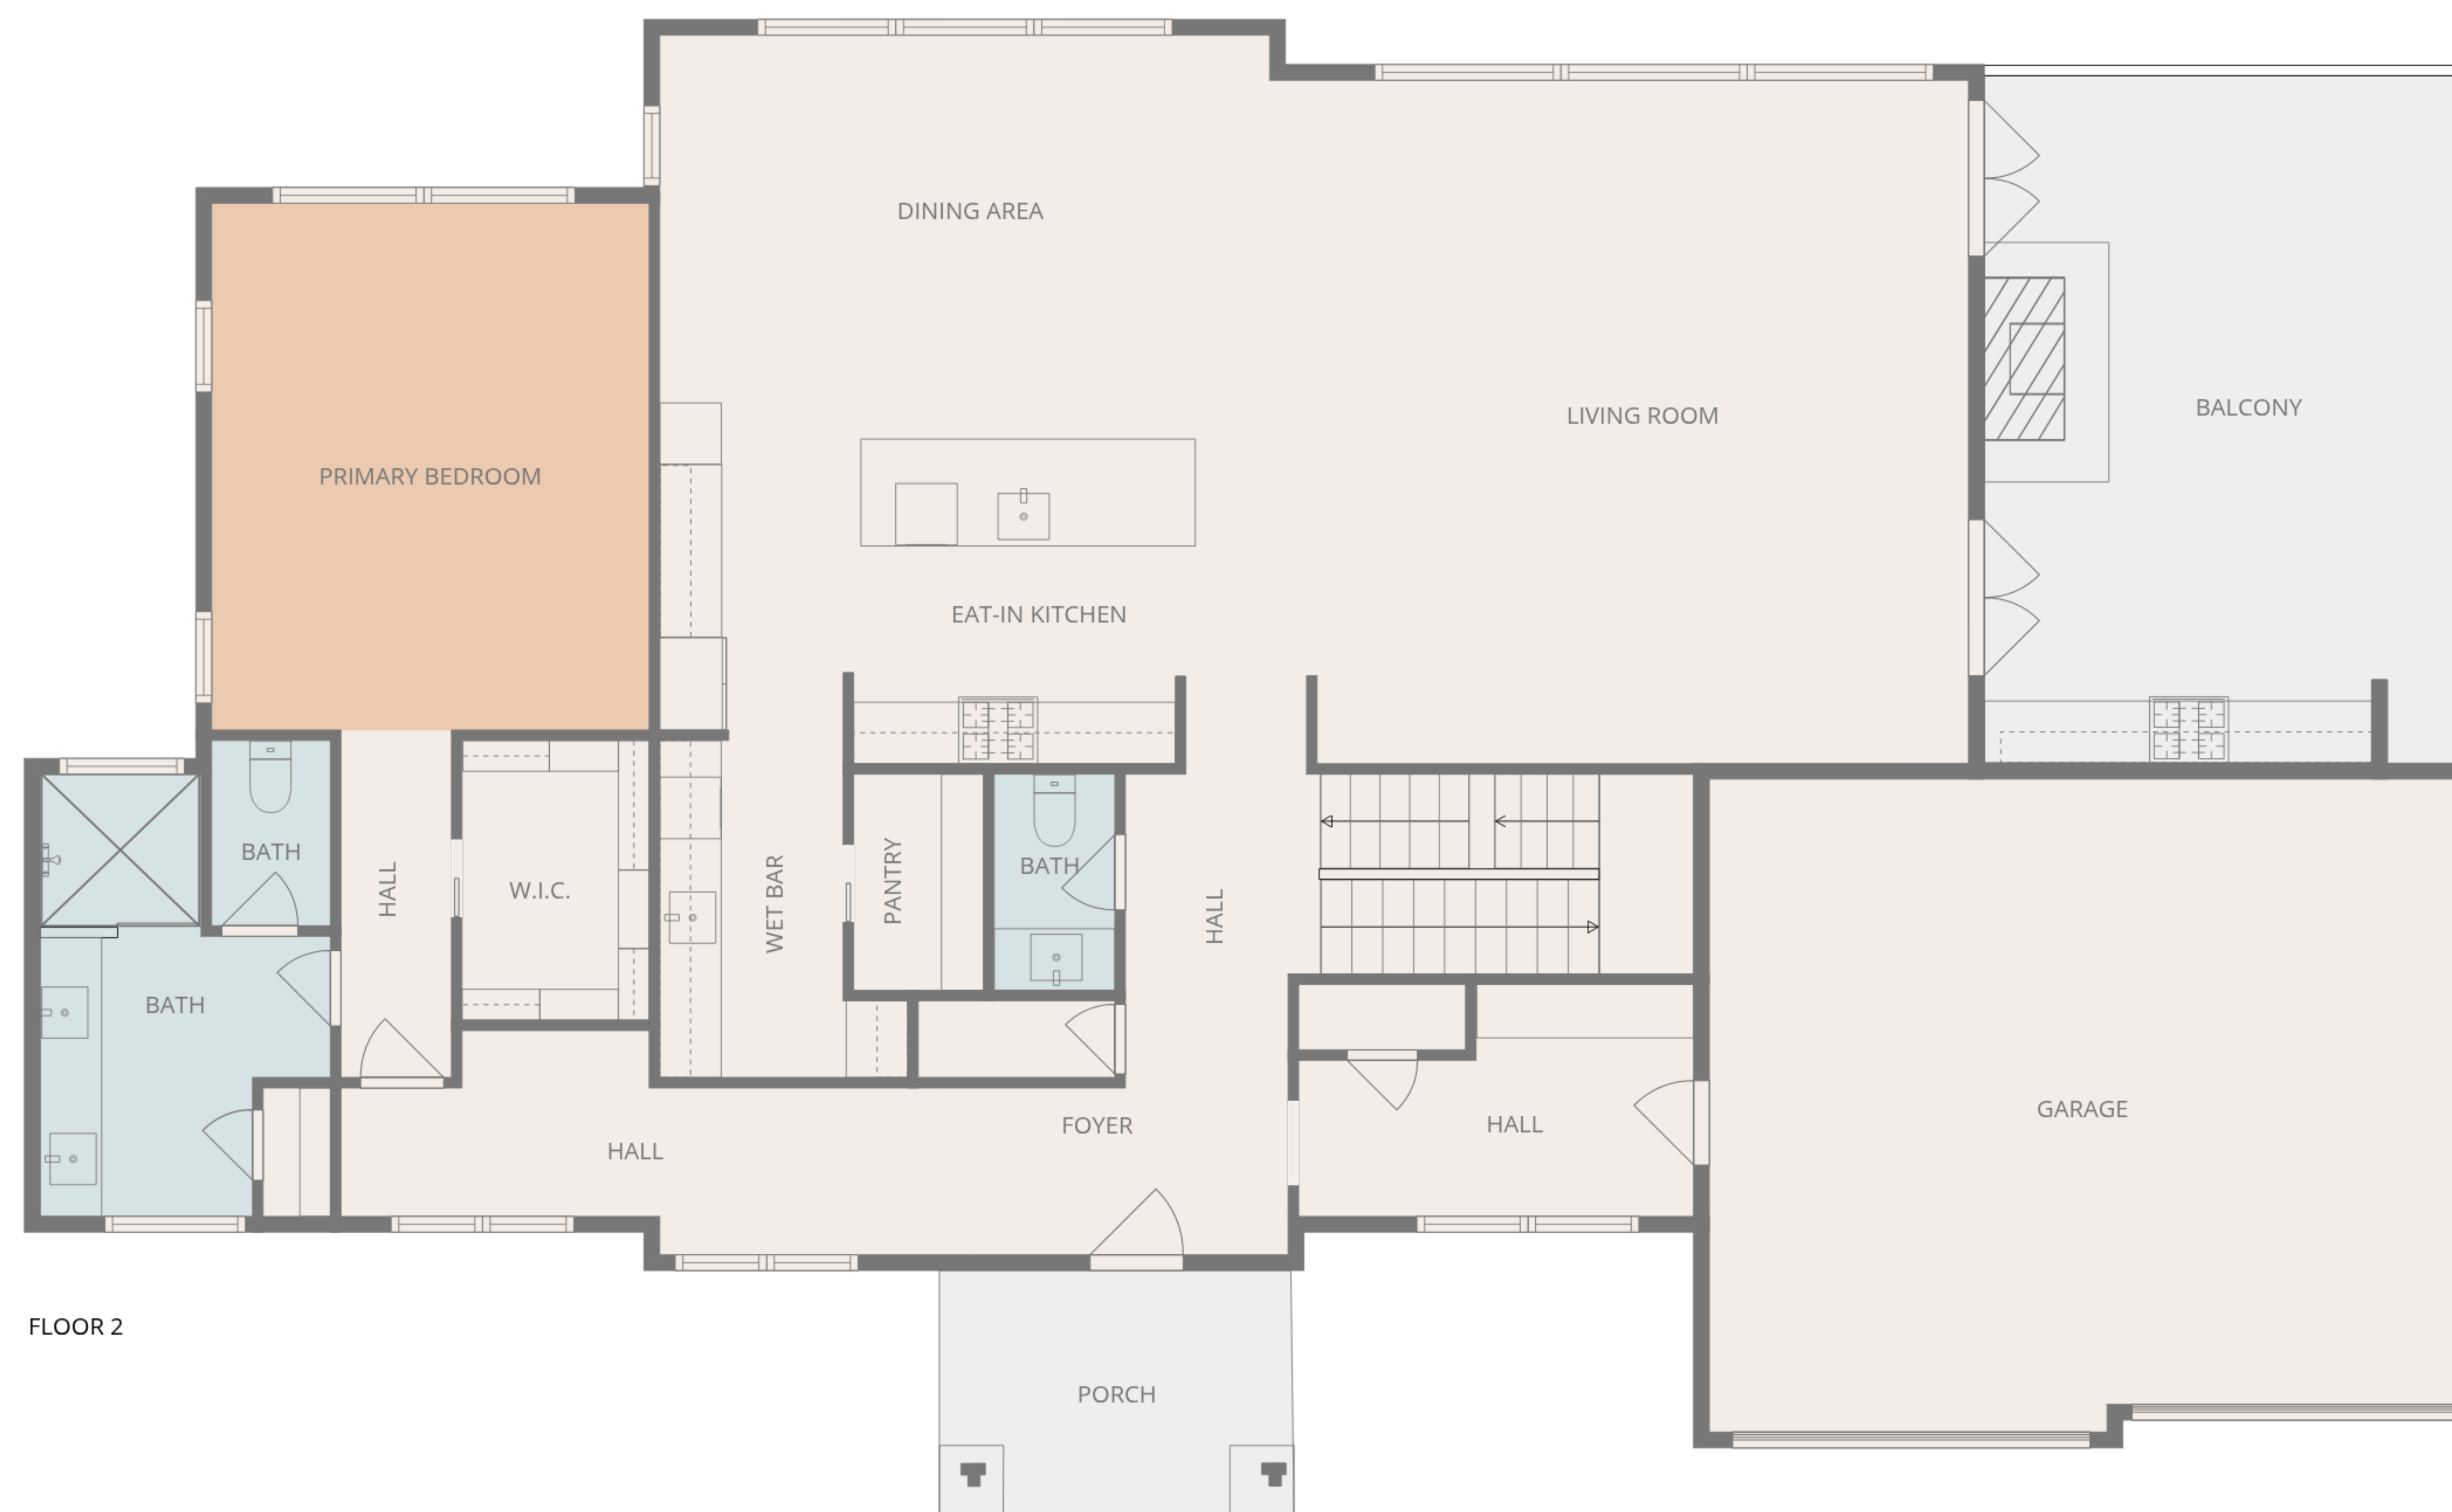 DINING AREA
BALCONY
LIVING ROOM
PRIMARY BEDROOM
EAT-IN KITCHEN
BATH
BATH
HALL
W.I.C.
WET BAR
PANTRY
HALL
BATH
GARAGE
FOYER
HALL
HALL
FLOOR 2
PORCH